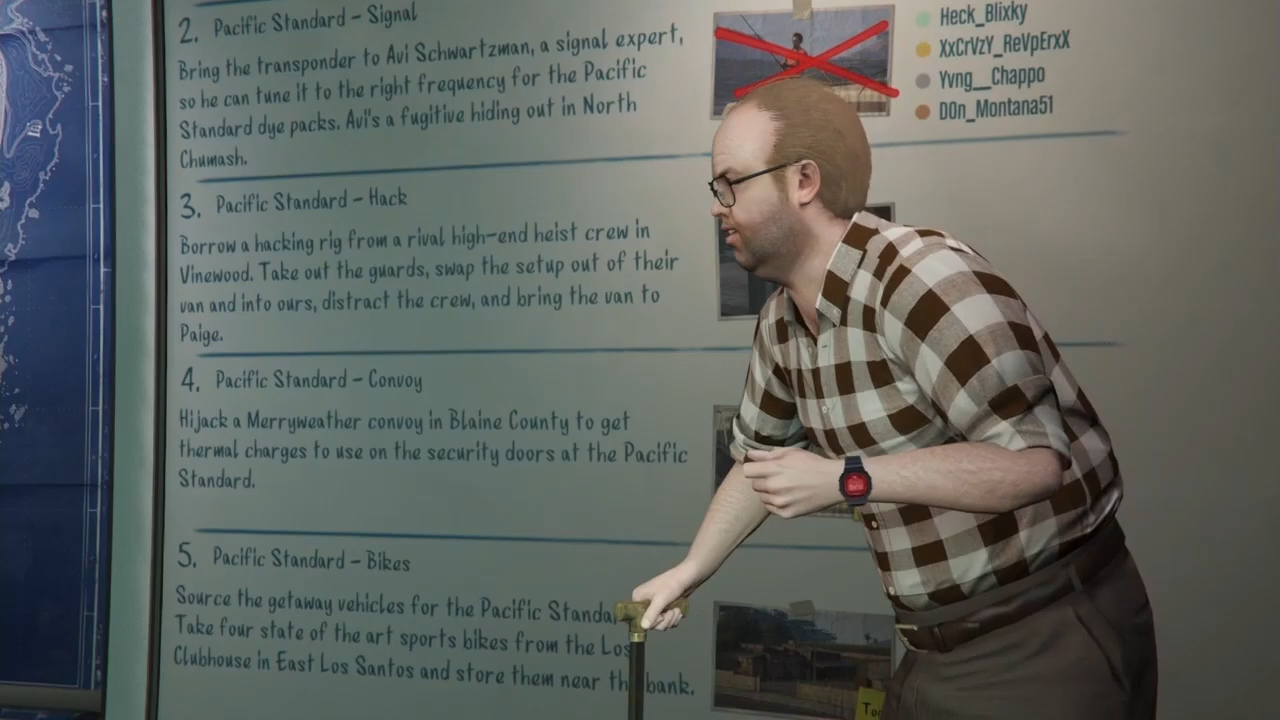 2. Pacific Standard - Signal
Bring the transponder to Avi Schwartzman, a signal expert,
so he can tune it to the right frequency for the Pacific
Standard dye packs. Avi's a fugitive hiding out in North
Chumash.
Heck_Blixky
XxCrVzY_ReVpErxX
Yvng__Chappo
D0n_Montana51
3. Pacific Standard - Hack
Borrow a hacking rig from a rival high-end heist crew in
Vinewood. Take out the guards, swap the setup out of their
van and into ours, distract the crew, and bring the van to
Paige.
4. Pacific Standard - Convoy
Hijack a Merryweather convoy in Blaine County to get
thermal charges to use on the security doors at the Pacific
Standard.
5. Pacific Standard - Bikes
Source the getaway vehicles for the Pacific
Take four state of the art sports bikes from the
Clubhouse in East Los Santos and store them near bank.